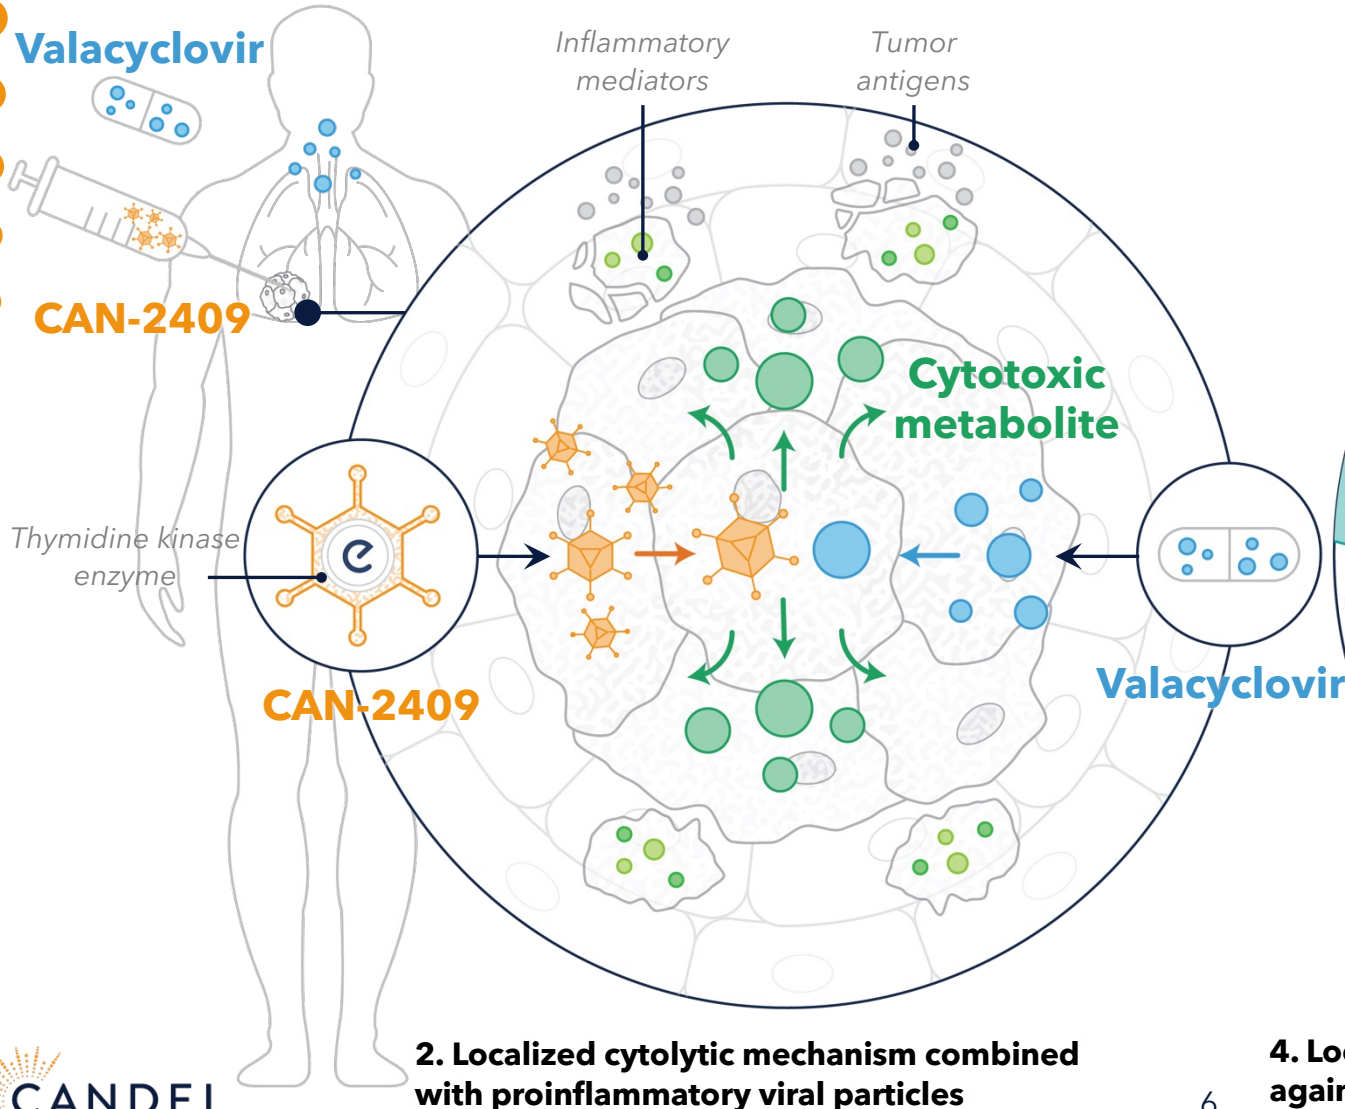 Valacyclovir
Inflammatory
mediators
Tumor
antigens
CAN-2409
Cytotoxic
metabolite
Thymidine kinase
enzyme
e
CAN-2409
Valacyclovir
2. Localized cytolytic mechanism combined
with proinflammatory viral particles
4.
CANDEL
6